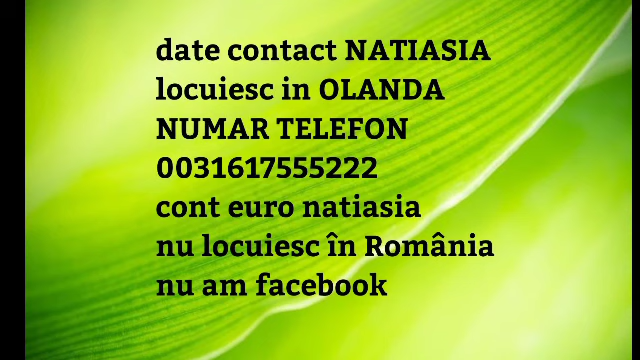 date contact NATIASIA
locuiesc in OLANDA
NUMAR TELEFON
0031617555222
cont euro natiasia
nu locuiesc în România
nu am facebook